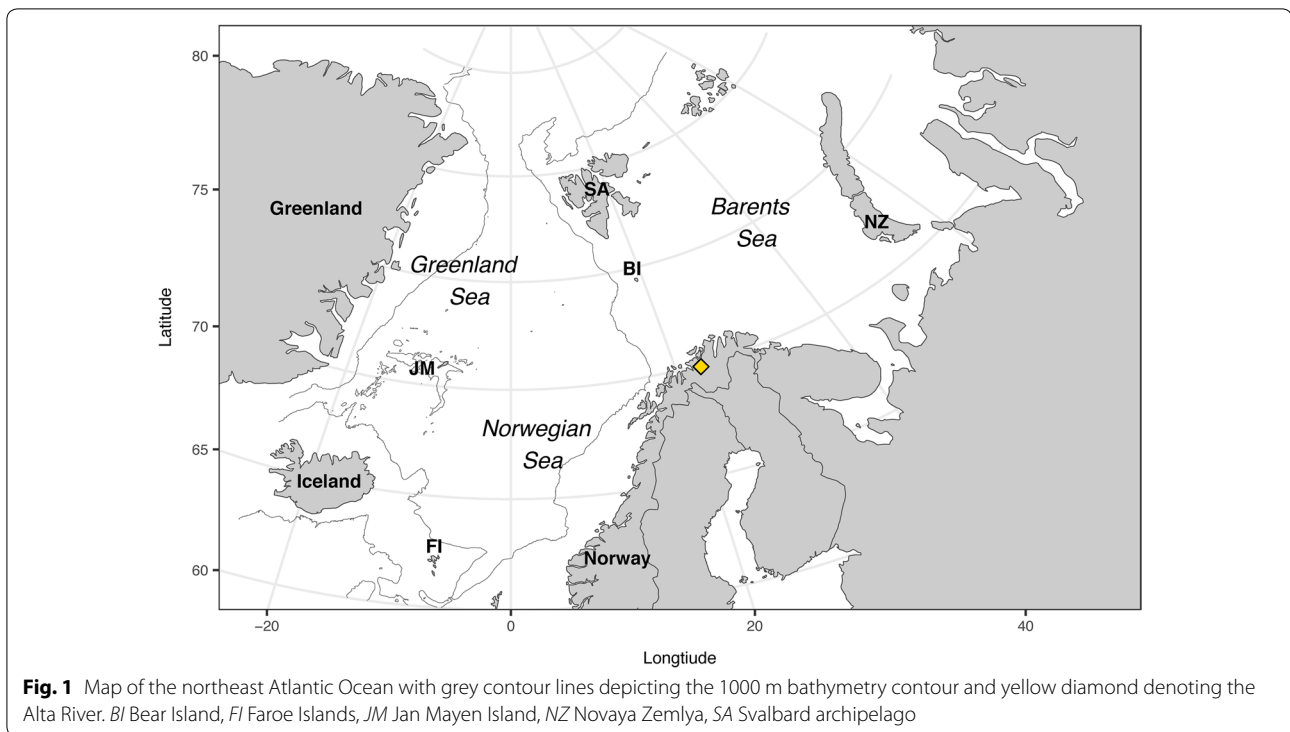 80
75
70
65
60
Latitude
Greenland
SA
Barents
Sea
NZ
Greenland
Sea
BI
JM
Norwegian
Sea
Iceland
FI
Norway
−20
0
20
40
Longtiude
Fig. 1 Map of the northeast Atlantic Ocean with grey contour lines depicting the 1000 m bathymetry contour and yellow diamond denoting the
Alta River. BI Bear Island, FI Faroe Islands, JM Jan Mayen Island, NZ Novaya Zemlya, SA Svalbard archipelago